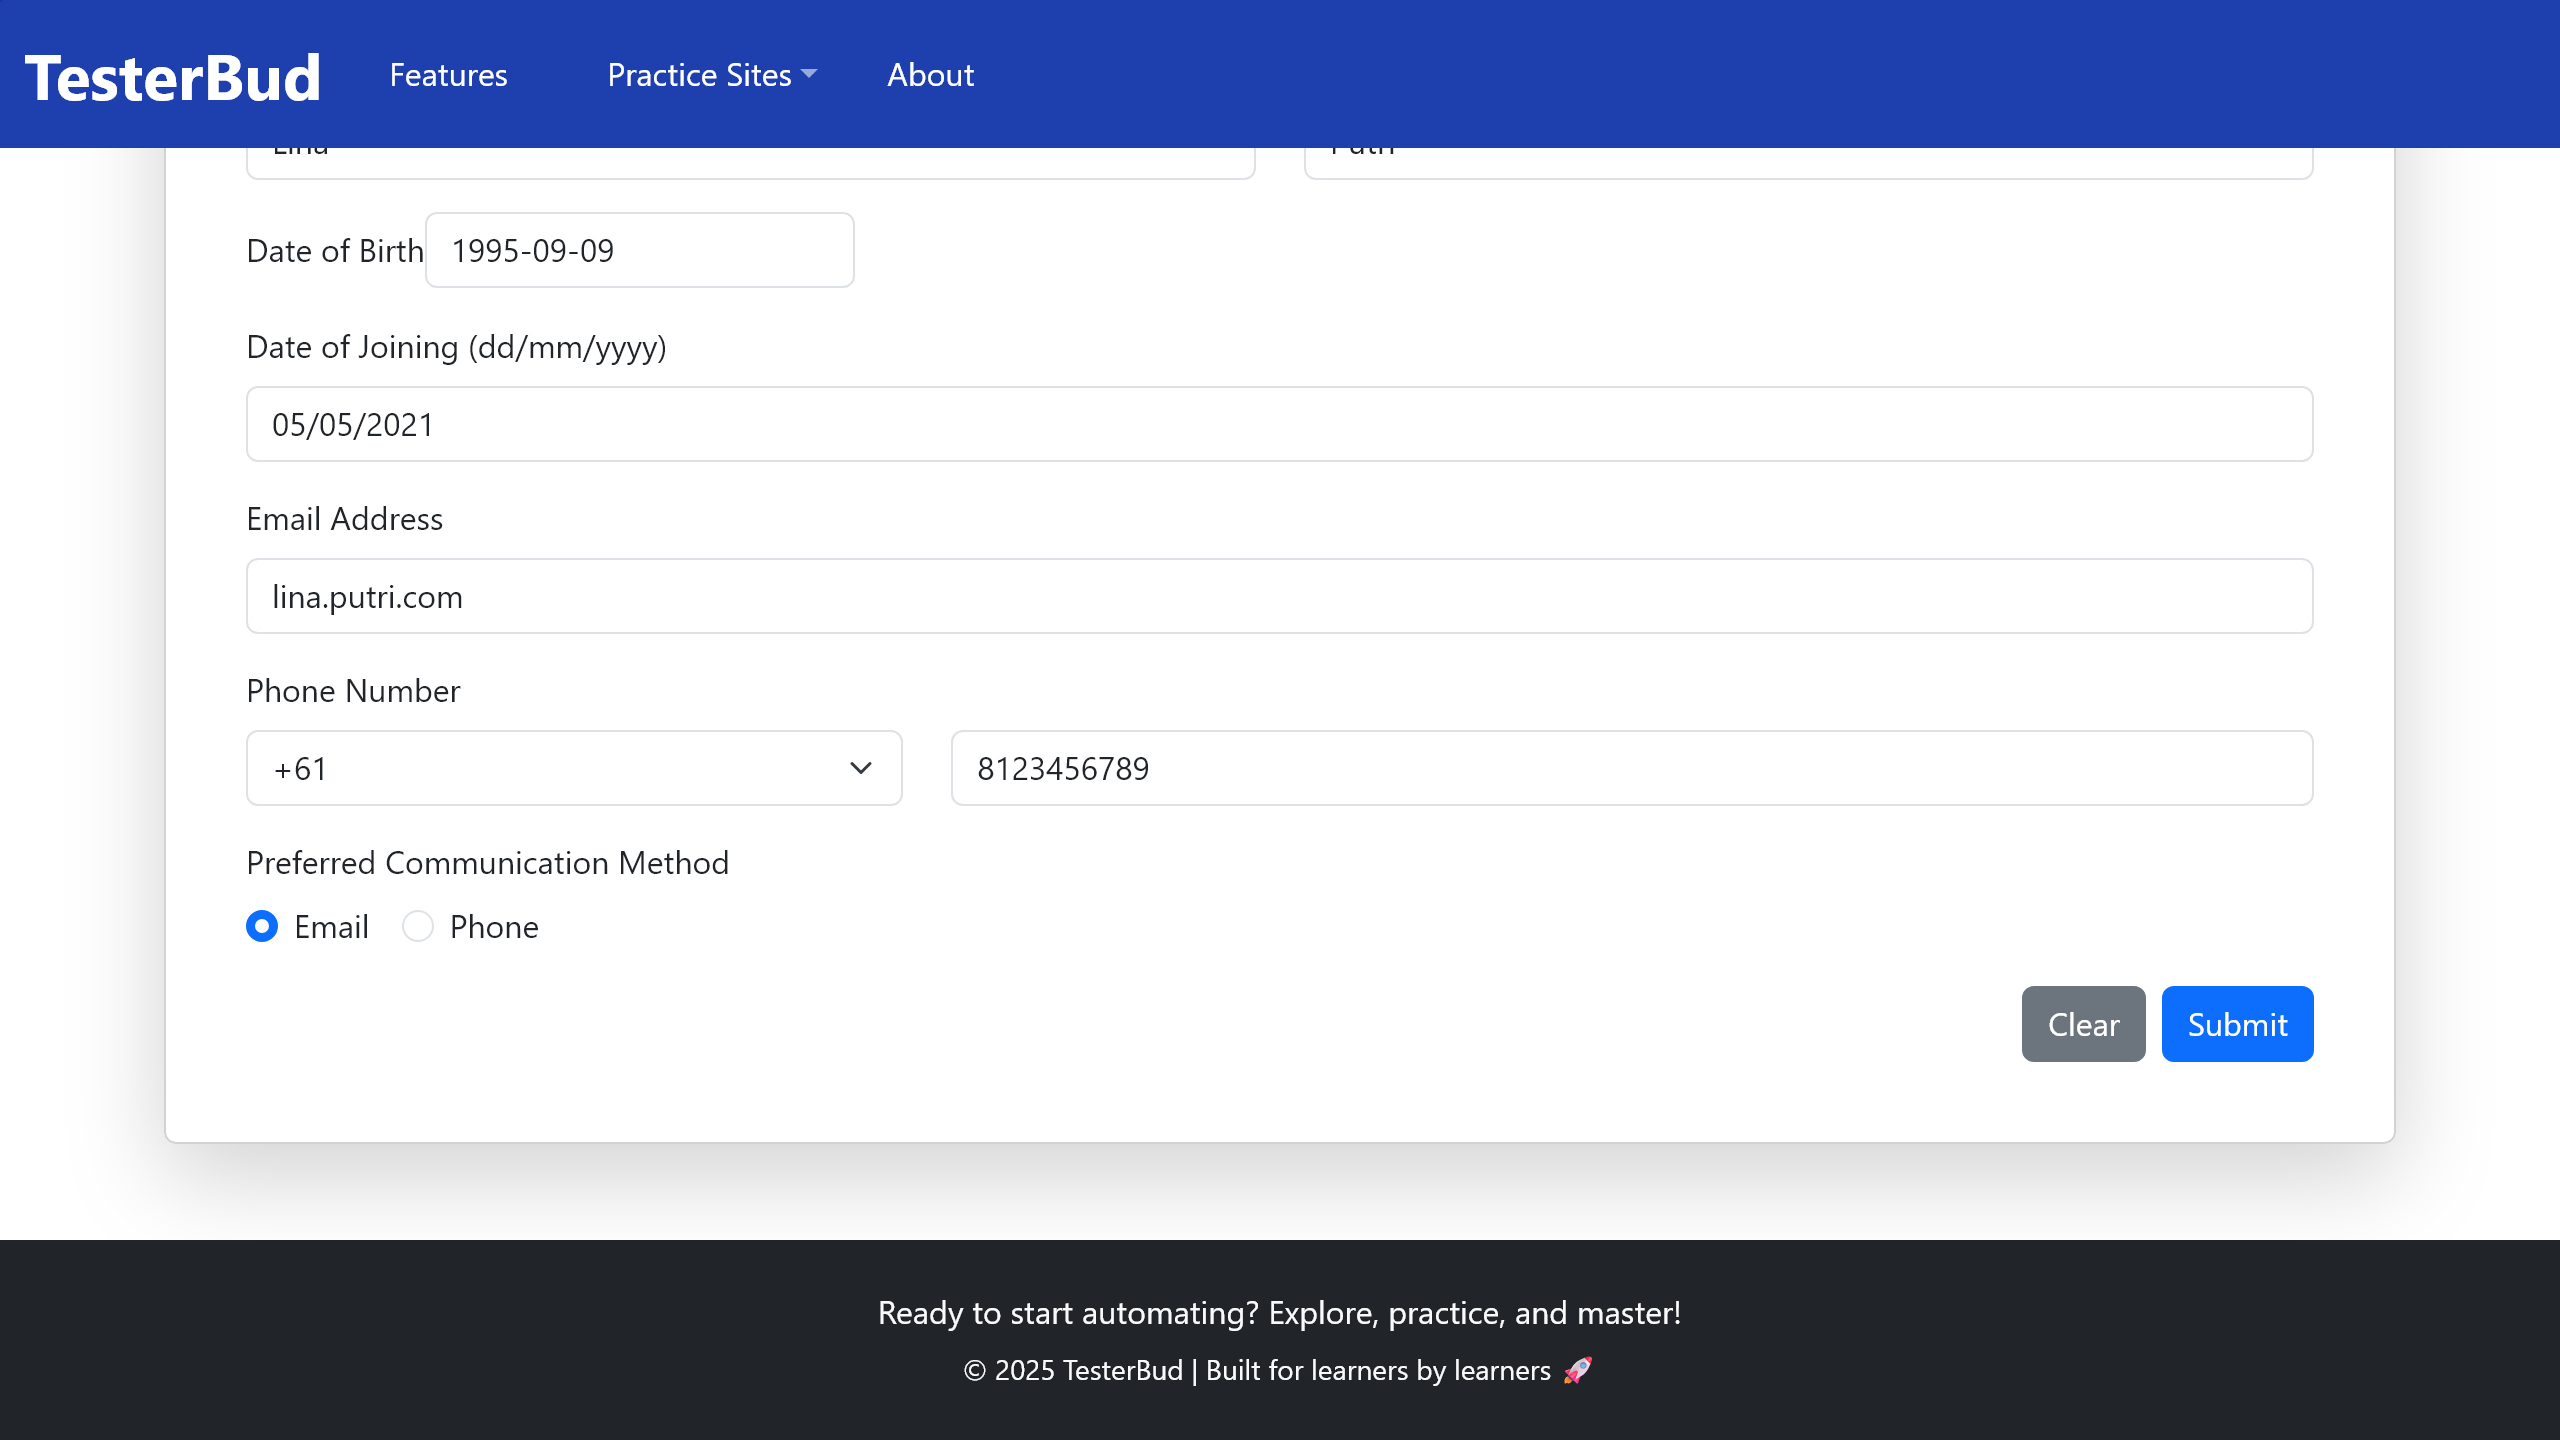 TesterBud
Features
Practice Sites
About
Lina
Date of Birth
1995-09-09
Date of Joining (dd/mm/yyyy)
05/05/2021
Email Address
lina.putri.com
Phone Number
+61
8123456789
Preferred Communication Method
Email
Phone
Clear
Submit
Ready to start automating? Explore, practice, and master!
© 2025 TesterBud | Built for learners by learners 🚀